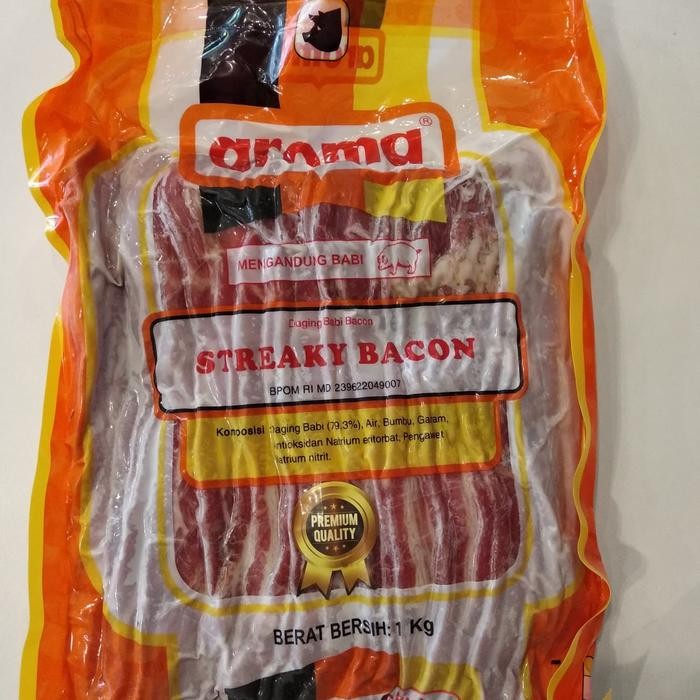 aroma®
MENGANDUNG BABI
Daging Babi Bacon
STREAKY BACON
BPOM RI MD 239622049007
Komposisi :Daging Babi (79,3%), Air, Bumbu, Garam,
Antioksidan Natrium eritorbat, Pengawet
Natrium nitrit.
PREMIUM
QUALITY
BERAT BERSIH: 1 Kg